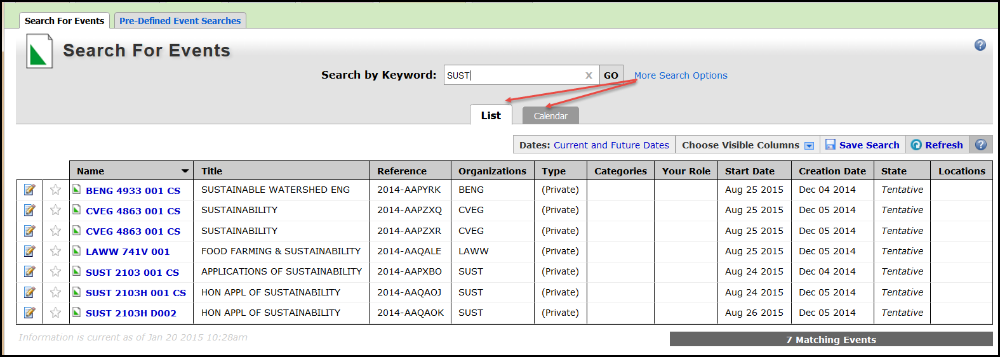 Search For Events Pre-Defined Event Searches
Search For Events
Search by Keyword: SUST x GO More Search Options
List Calendar
Dates: Current and Future Dates Choose Visible Columns Save Search Refresh ?
Name Title Reference Organizations Type Categories Your Role Start Date Creation Date State Locations
BENG 4933 001 CS SUSTAINABLE WATERSHED ENG 2014-AAPYRK BENG (Private) Aug 25 2015 Dec 04 2014 Tentative
CVEG 4863 001 CS SUSTAINABILITY 2014-AAPZXQ CVEG (Private) Aug 25 2015 Dec 05 2014 Tentative
CVEG 4863 001 CS SUSTAINABILITY 2014-AAPZXR CVEG (Private) Aug 25 2015 Dec 05 2014 Tentative
LAWW 741V 001 FOOD FARMING & SUSTAINABILITY 2014-AAQALE LAWW (Private) Aug 25 2015 Dec 05 2014 Tentative
SUST 2103 001 CS APPLICATIONS OF SUSTAINABILITY 2014-AAPXBO SUST (Private) Aug 24 2015 Dec 04 2014 Tentative
SUST 2103H 001 CS HON APPL OF SUSTAINABILITY 2014-AAQAOJ SUST (Private) Aug 24 2015 Dec 05 2014 Tentative
SUST 2103H D002 HON APPL OF SUSTAINABILITY 2014-AAQAOK SUST (Private) Aug 26 2015 Dec 05 2014 Tentative
Information is current as of Jan 20 2015 10:28am 7 Matching Events